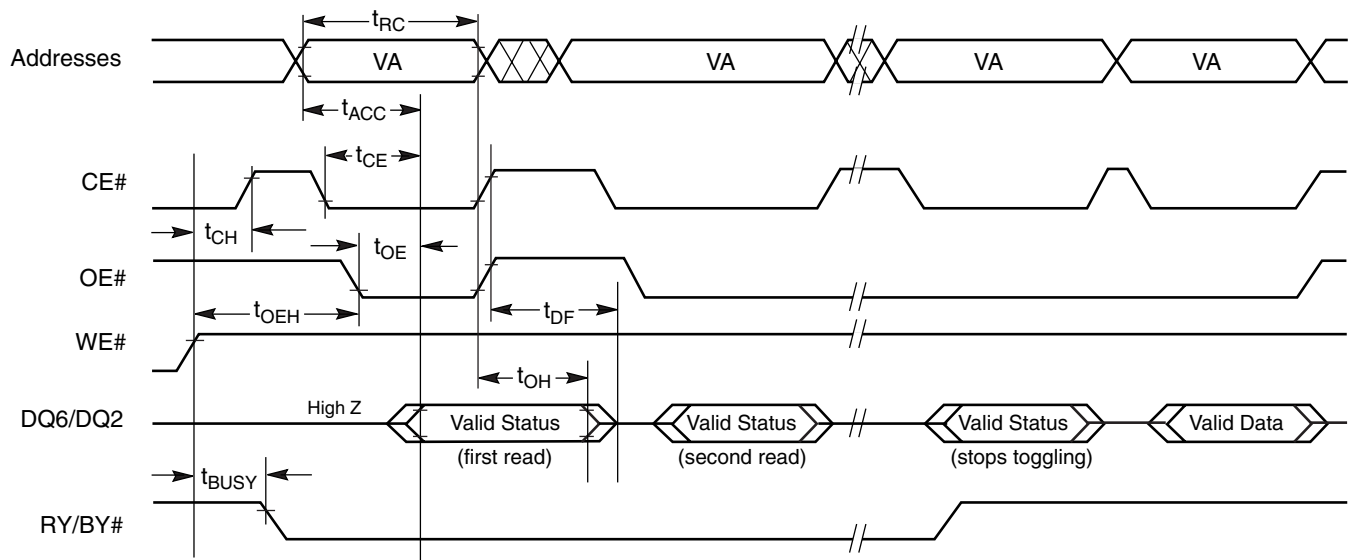 tRC
Addresses VA VA VA VA
tACC
tCE
CE#
tCH tOE
OE#
tOEH tDF
WE#
tOH
DQ6/DQ2 High Z Valid Status Valid Status Valid Status Valid Data
(first read) (second read) (stops toggling)
tBUSY
RY/BY#